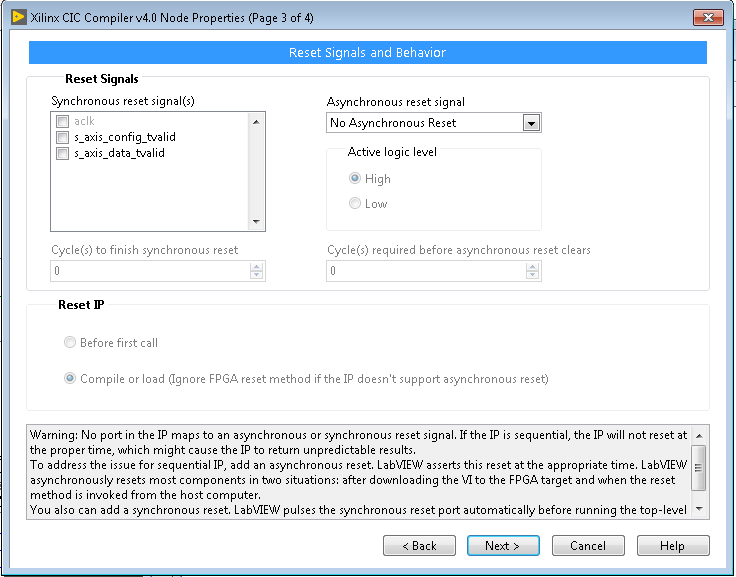 Xilinx CIC Compiler v4.0 Node Properties (Page 3 of 4)
Reset Signals and Behavior
Reset Signals
Synchronous reset signal(s)
aclk
s_axis_config_tvalid
s_axis_data_tvalid
Asynchronous reset signal
No Asynchronous Reset
Active logic level
High
Low
Cycle(s) to finish synchronous reset
0
Cycle(s) required before asynchronous reset clears
0
Reset IP
Before first call
Compile or load (Ignore FPGA reset method if the IP doesn't support asynchronous reset)
Warning: No port in the IP maps to an asynchronous or synchronous reset signal. If the IP is sequential, the IP will not reset at
the proper time, which might cause the IP to return unpredictable results.
To address the issue for sequential IP, add an asynchronous reset. LabVIEW asserts this reset at the appropriate time. LabVIEW
asynchronously resets most components in two situations: after downloading the VI to the FPGA target and when the reset
method is invoked from the host computer.
You also can add a synchronous reset. LabVIEW pulses the synchronous reset port automatically before running the top-level
< Back
Next >
Cancel
Help